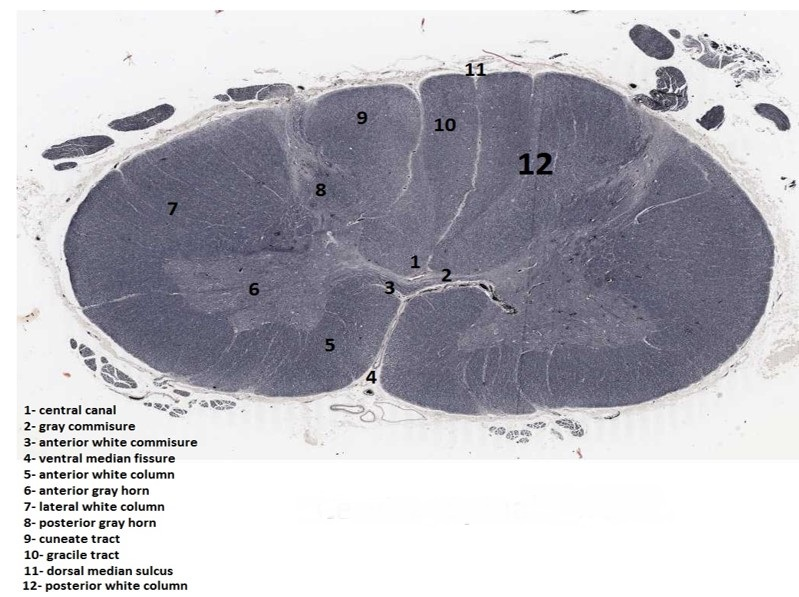 11
9
10
12
8
7
1
2
3
6
5
4
1- central canal
2- gray commisure
3- anterior white commisure
4- ventral median fissure
5- anterior white column
6- anterior gray horn
7- lateral white column
8- posterior gray horn
9- cuneate tract
10- gracile tract
11- dorsal median sulcus
12- posterior white column